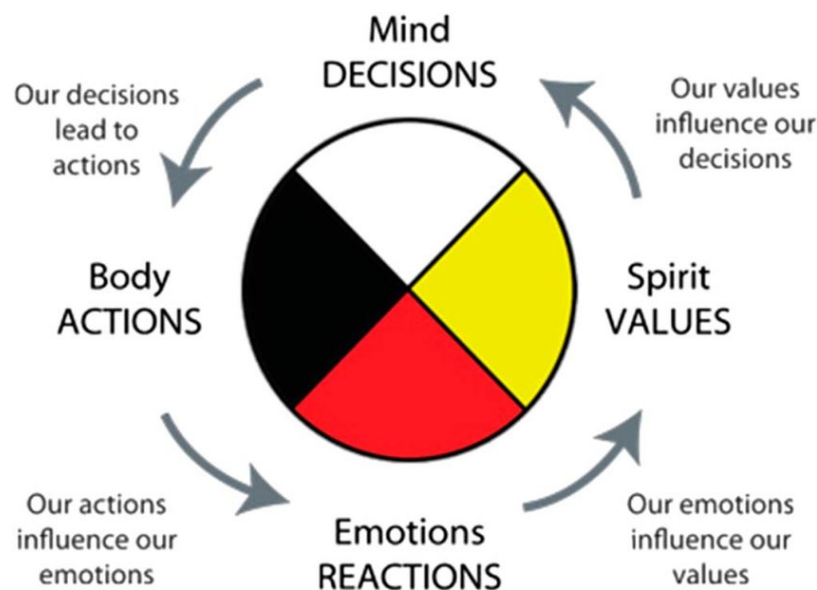 Mind
DECISIONS
Our decisions
lead to
actions
Our values
influence our
decisions
Body
ACTIONS
Spirit
VALUES
Our actions
influence our
emotions
Emotions
REACTIONS
Our emotions
influence our
values